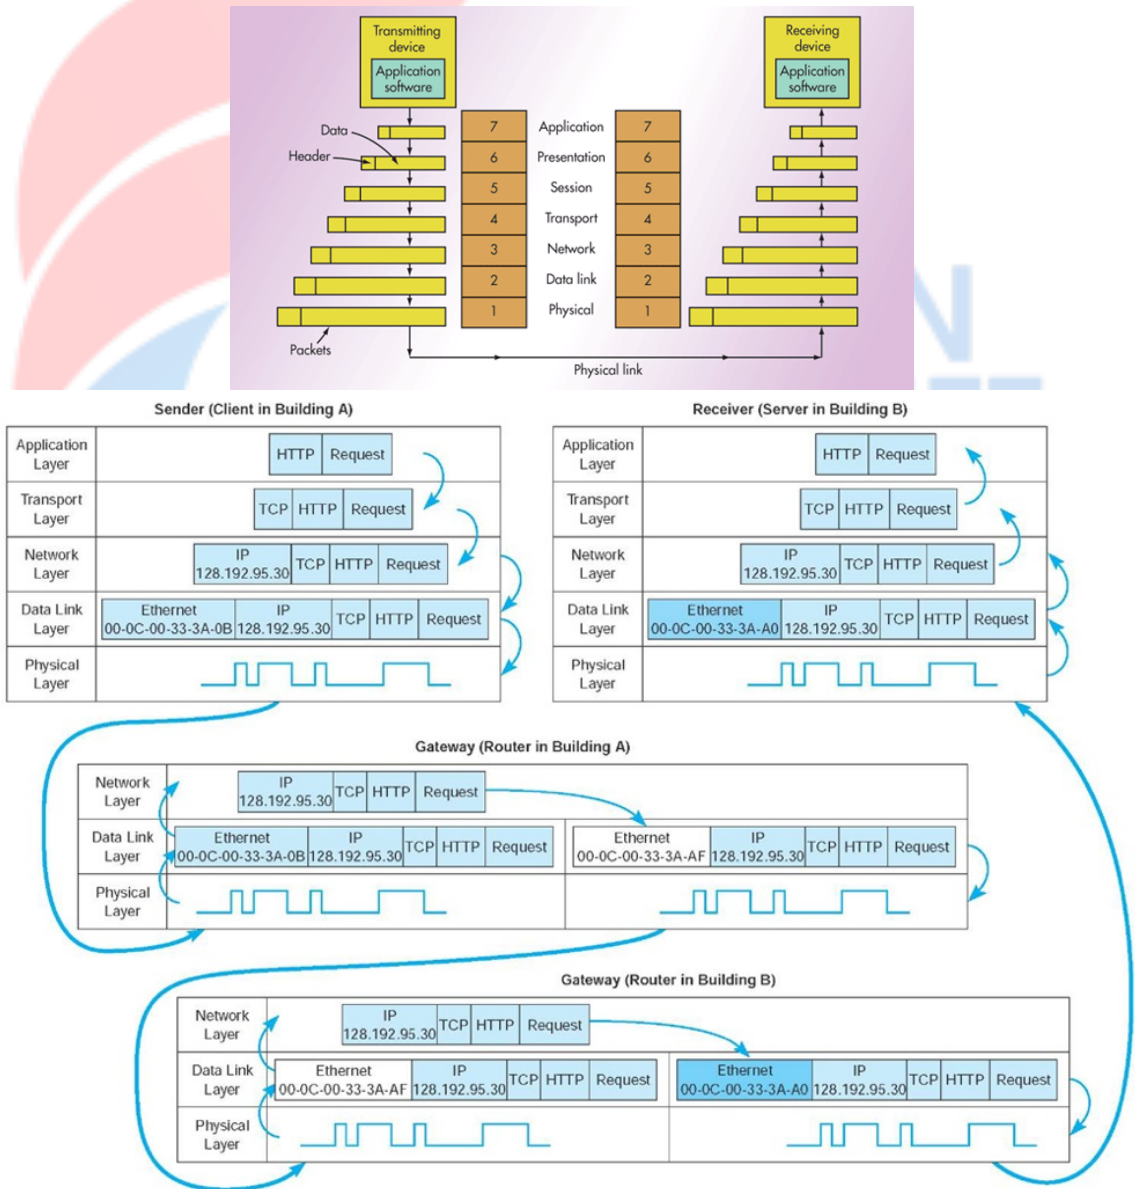 Transmitting
device
Application
software
Receiving
device
Application
software
Data
Header
7 Application 7
6 Presentation 6
5 Session 5
4 Transport 4
3 Network 3
2 Data link 2
1 Physical 1
Packets
Physical link
N
Sender (Client in Building A)
Application
Layer
HTTP Request
Transport
Layer
TCP HTTP Request
Network
Layer
IP
128.192.95.30 TCP HTTP Request
Data Link
Layer
Ethernet
00-0C-00-33-3A-0B
IP
128.192.95.30
TCP HTTP Request
Physical
Layer
Receiver (Server in Building B)
Application
Layer
HTTP Request
Transport
Layer
TCP HTTP Request
Network
Layer
IP
128.192.95.30 TCP HTTP Request
Data Link
Layer
Ethernet
00-0C-00-33-3A-A0
IP
128.192.95.30
TCP HTTP Request
Physical
Layer
Gateway (Router in Building A)
Network
Layer
IP
128.192.95.30
TCP HTTP Request
Data Link
Layer
Ethernet
00-0C-00-33-3A-0B
IP
128.192.95.30
TCP HTTP Request
Ethernet
00-0C-00-33-3A-AF
IP
128.192.95.30
TCP HTTP Request
Physical
Layer
Gateway (Router in Building B)
Network
Layer
IP
128.192.95.30
TCP HTTP Request
Data Link
Layer
Ethernet
00-0C-00-33-3A-AF
IP
128.192.95.30
TCP HTTP Request
Ethernet
00-0C-00-33-3A-A0
IP
128.192.95.30
TCP HTTP Request
Physical
Layer